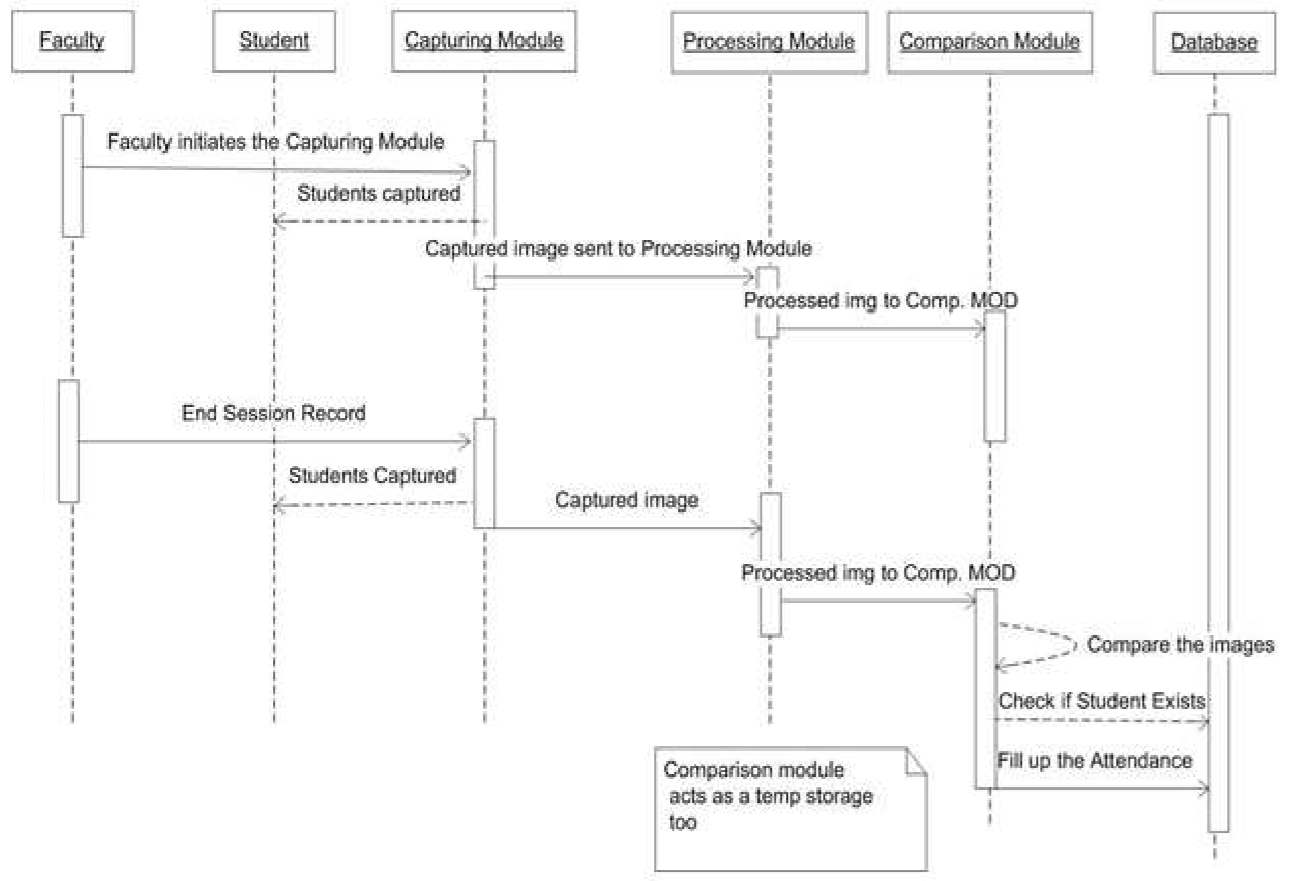 Faculty
Student
Capturing Module
Processing Module
Comparison Module
Database
Faculty initiates the Capturing Module
Students captured
Captured image sent to Processing Module
Processed img to Comp. MOD
End Session Record
Students Captured
Captured image
Processed img to Comp. MOD
Compare the images
Check if Student Exists
Fill up the Attendance
Comparison module
acts as a temp storage
too